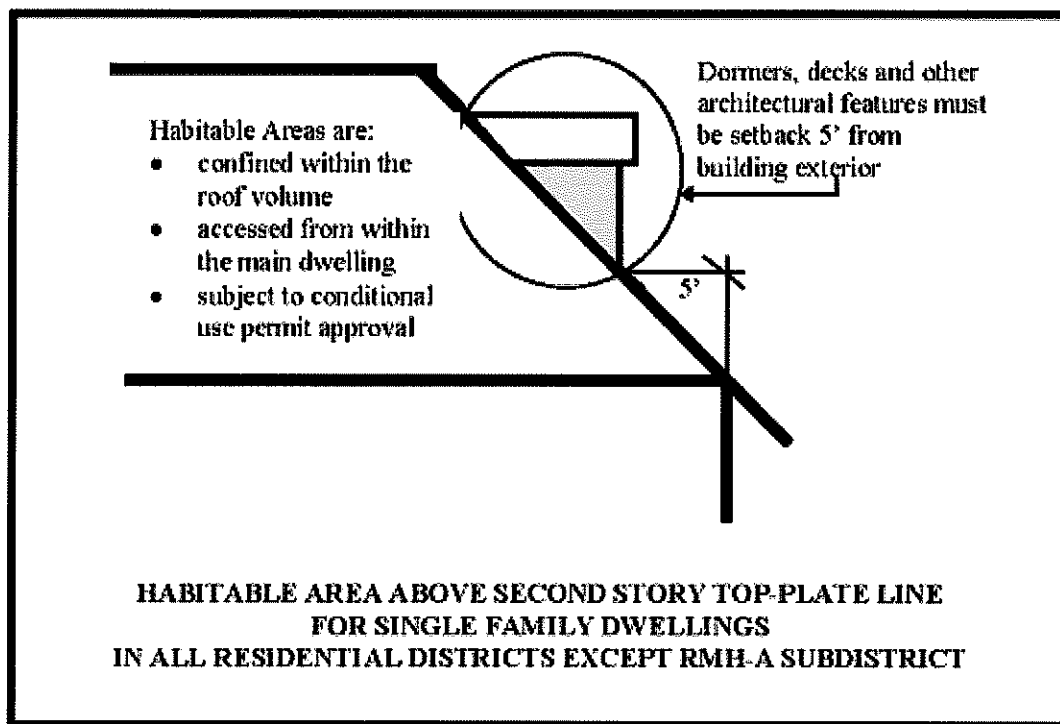 Habitable Areas are:
• confined within the
roof volume
• accessed from within
the main dwelling
• subject to conditional
use permit approval
Dormers, decks and other
architectural features must
be setback 5' from
building exterior
5'
HABITABLE AREA ABOVE SECOND STORY TOP-PLATE LINE
FOR SINGLE FAMILY DWELLINGS
IN ALL RESIDENTIAL DISTRICTS EXCEPT RMH-A SUBDISTRICT